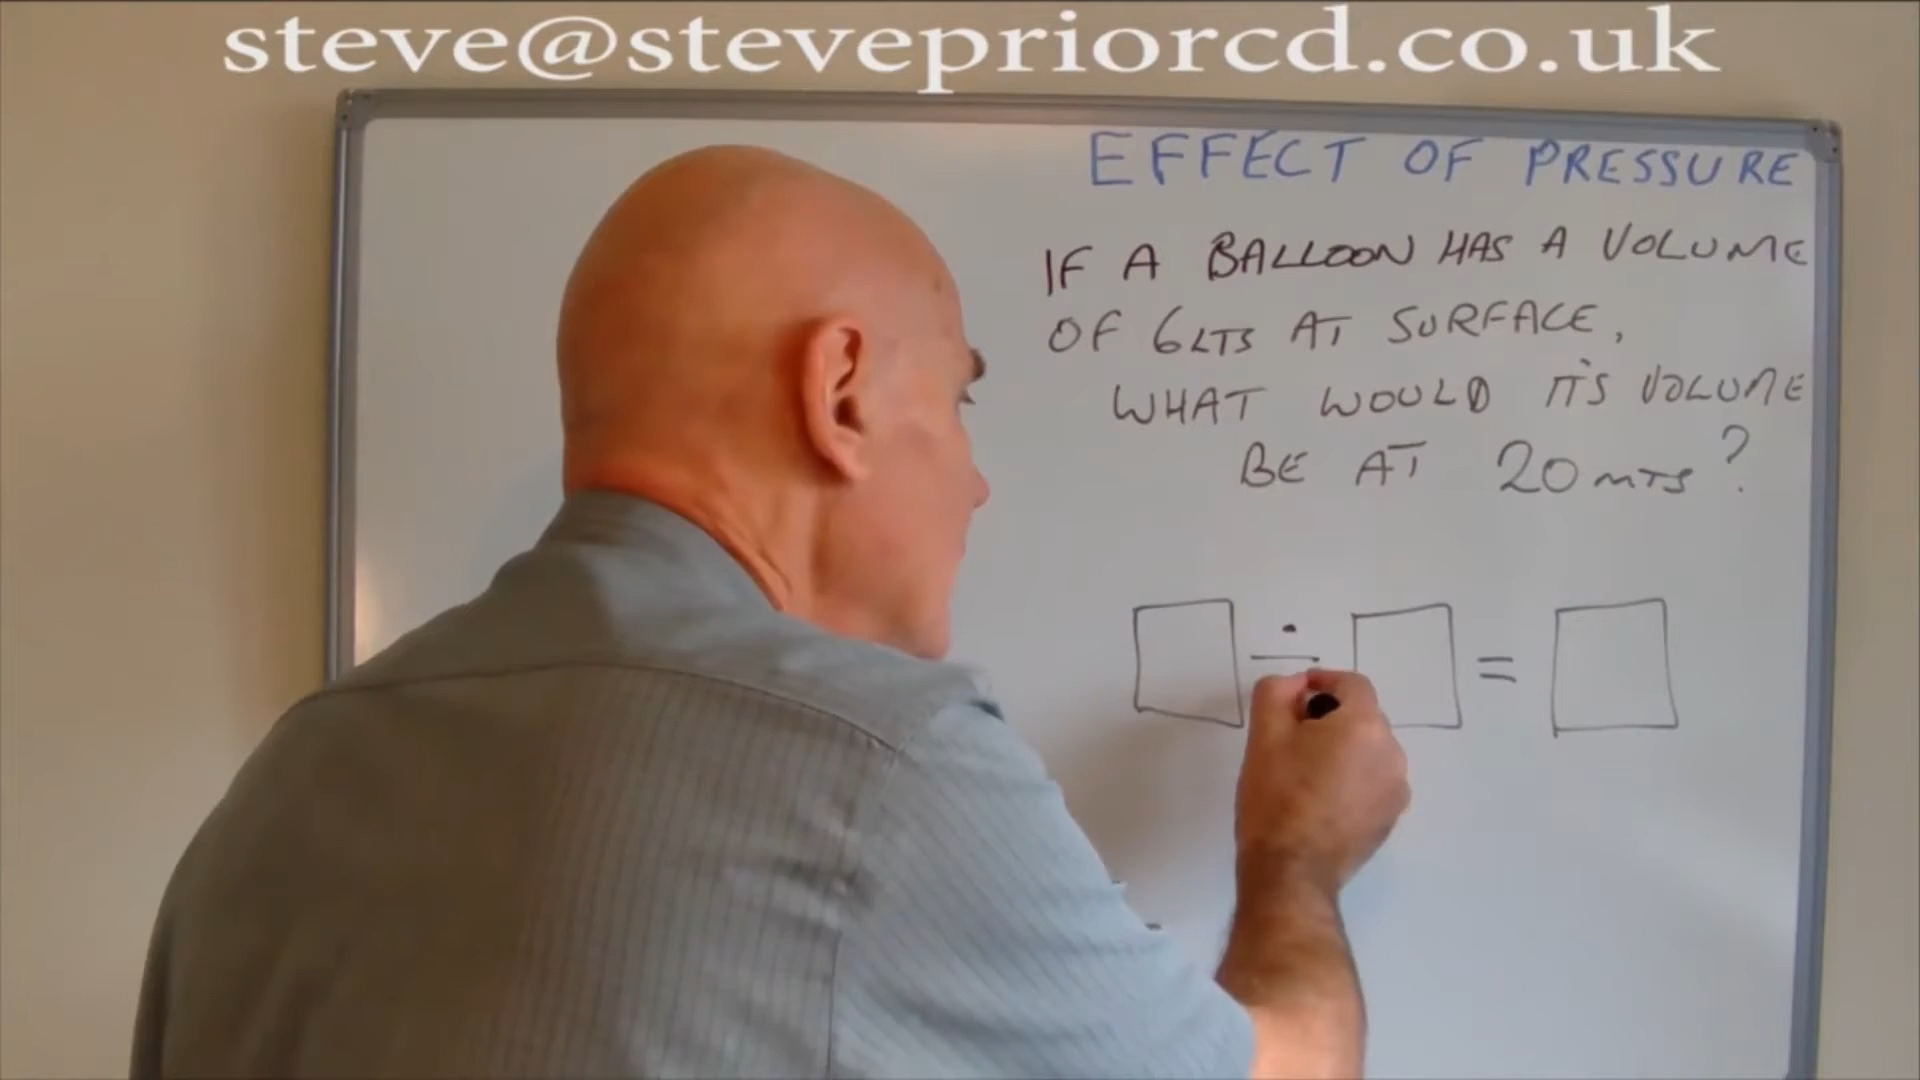 steve@stevepriorcd.co.uk
EFFECT OF PRESSURE
IF A BALLOON HAS A VOLUME
OF 6LTS AT SURFACE,
WHAT WOULD IT'S VOLUME
BE AT 20MTS?
÷ =